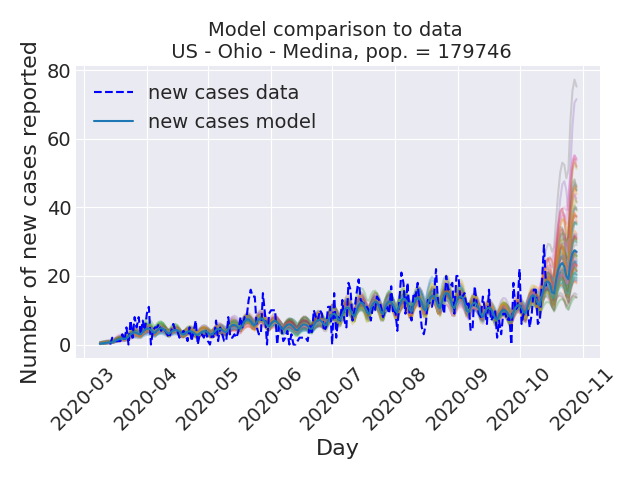 Model comparison to data
US - Ohio - Medina, pop. = 179746
Number of new cases reported
80
60
40
20
0
new cases data
new cases model
2020-03
2020-04
2020-05
2020-06
2020-07
2020-08
2020-09
2020-10
2020-11
Day